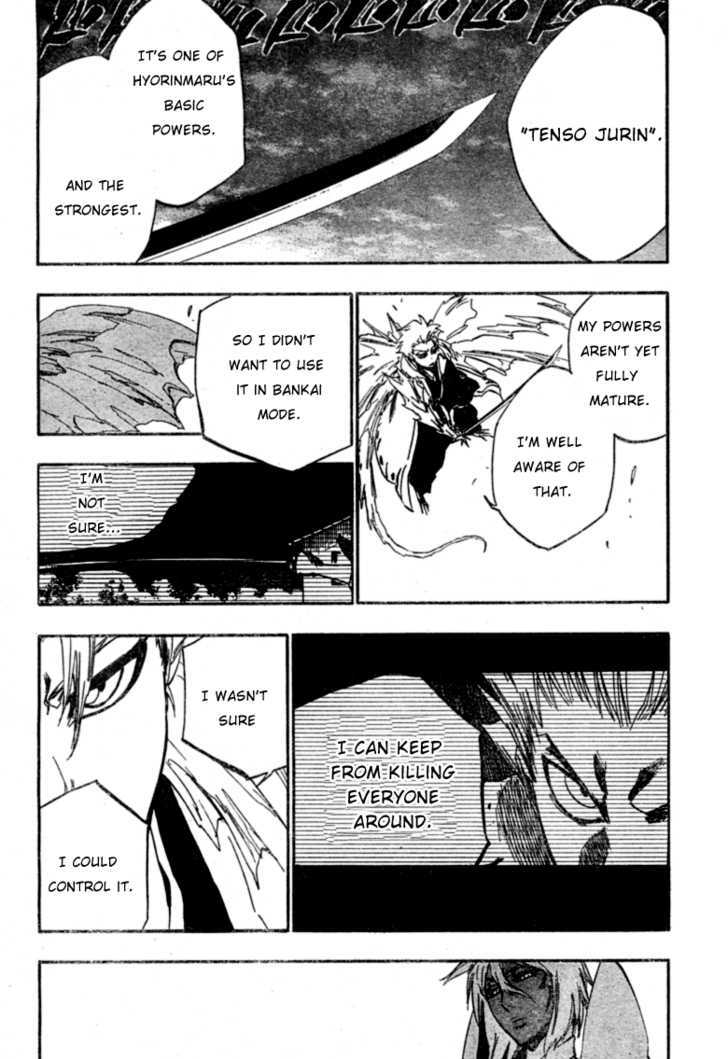 "TENSO JURIN".
IT'S ONE OF
HYORINMARU'S
BASIC
POWERS.
AND THE
STRONGEST.
MY POWERS
AREN'T YET
FULLY
MATURE.
I'M WELL
AWARE OF
THAT.
SO I DIDN'T
WANT TO USE
IT IN BANKAI
MODE.
I'M
NOT
SURE...
I CAN KEEP
FROM KILLING
EVERYONE
AROUND.
I WASN'T
SURE
I COULD
CONTROL IT.